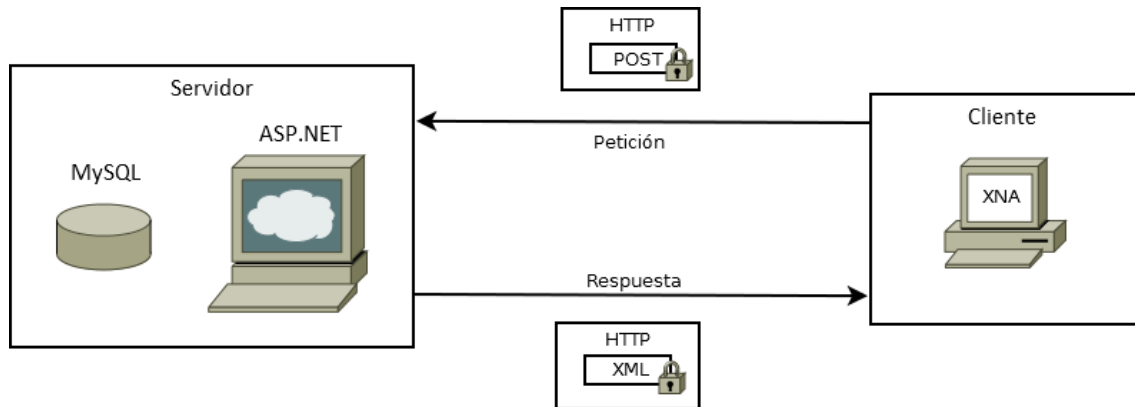 HTTP
POST
Servidor
ASP.NET
MySQL
Petición
Cliente
XNA
Respuesta
HTTP
XML